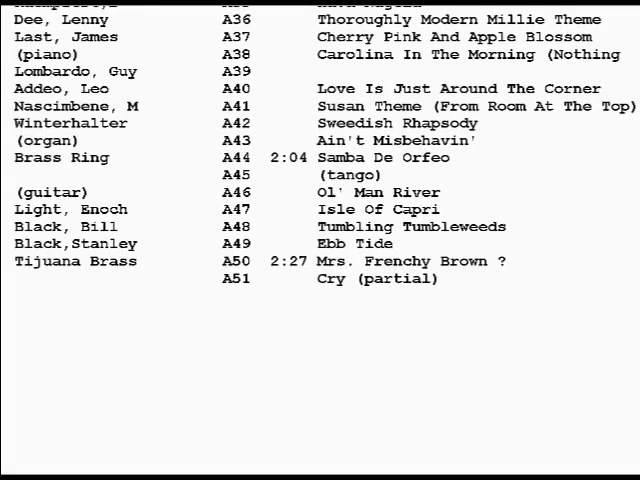 Dee, Lenny A36 Thoroughly Modern Millie Theme
Last, James A37 Cherry Pink And Apple Blossom
(piano) A38 Carolina In The Morning (Nothing
Lombardo, Guy A39
Addeo, Leo A40 Love Is Just Around The Corner
Nascimbene, M A41 Susan Theme (From Room At The Top)
Winterhalter A42 Sweedish Rhapsody
(organ) A43 Ain't Misbehavin'
Brass Ring A44 2:04 Samba De Orfeo
A45 (tango)
(guitar) A46 Ol' Man River
Light, Enoch A47 Isle Of Capri
Black, Bill A48 Tumbling Tumbleweeds
Black,Stanley A49 Ebb Tide
Tijuana Brass A50 2:27 Mrs. Frenchy Brown ?
A51 Cry (partial)